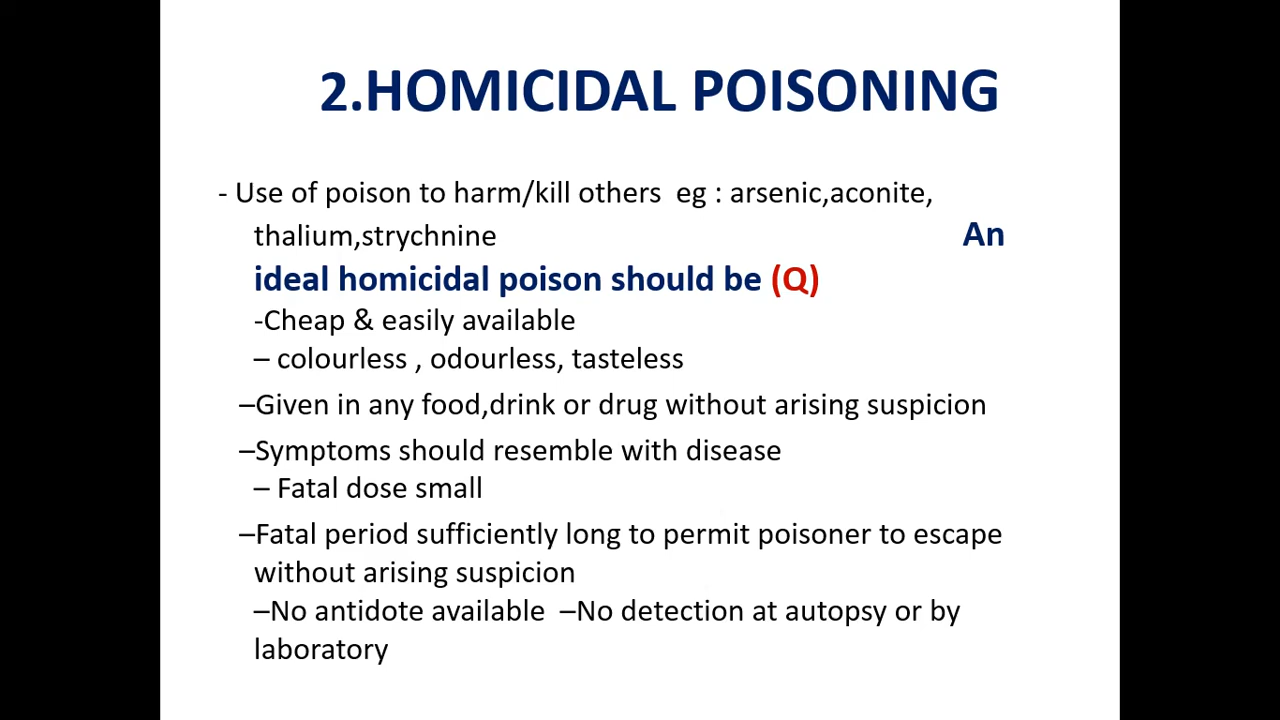 2.HOMICIDAL POISONING
- Use of poison to harm/kill others eg : arsenic,aconite,
thalium,strychnine An
ideal homicidal poison should be (Q)
-Cheap & easily available
– colourless , odourless, tasteless
–Given in any food,drink or drug without arising suspicion
–Symptoms should resemble with disease
– Fatal dose small
–Fatal period sufficiently long to permit poisoner to escape
without arising suspicion
–No antidote available –No detection at autopsy or by
laboratory